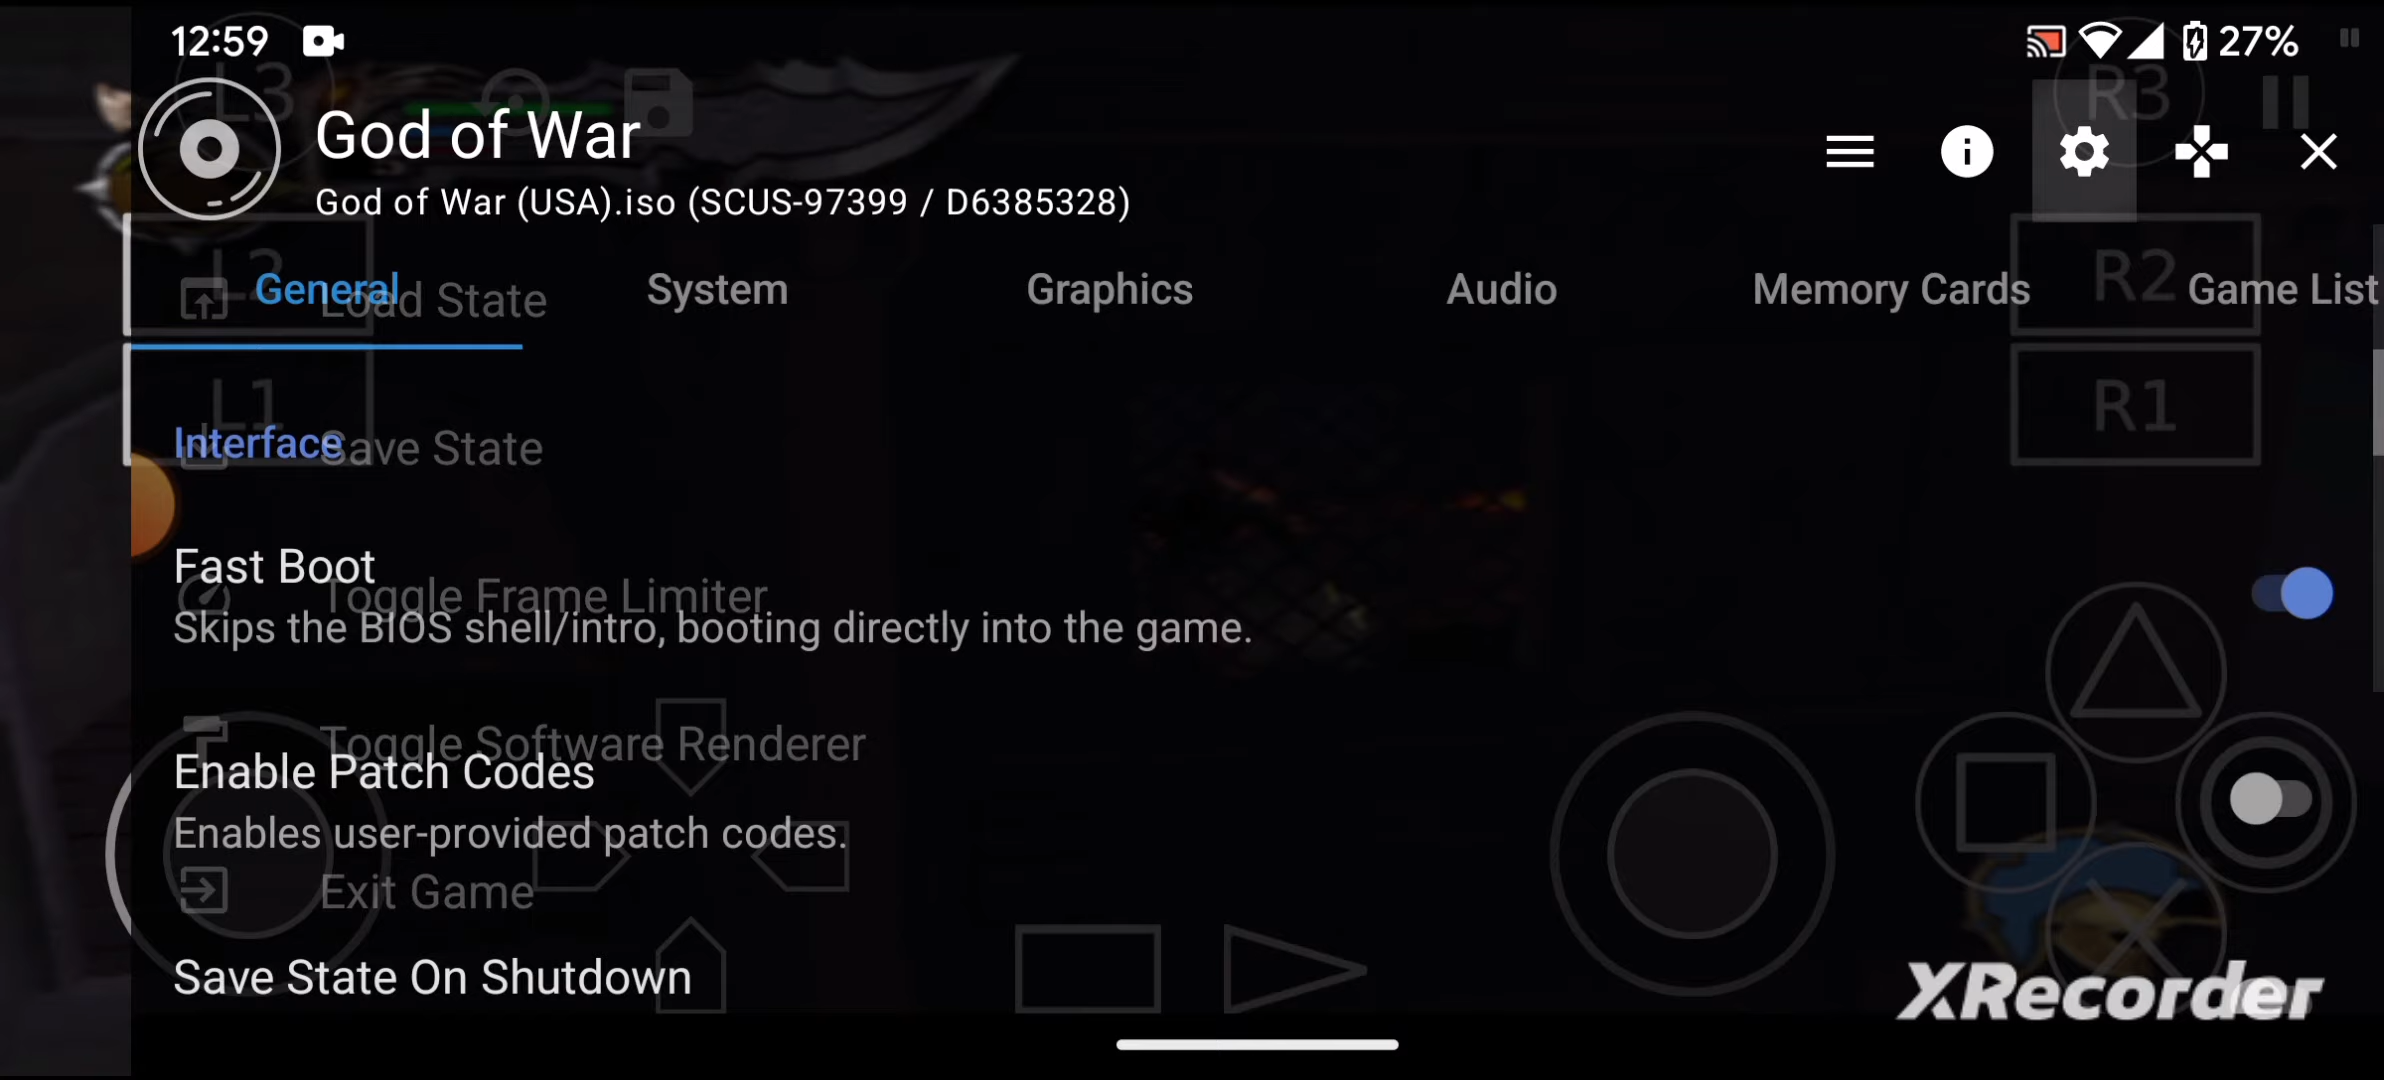 12:59
27%
L3
R3
God of War
God of War (USA).iso (SCUS-97399 / D6385328)
L2
R2
General
System
Graphics
Audio
Memory Cards
Game List
Load State
L1
R1
Interface
Save State
Fast Boot
Toggle Frame Limiter
Skips the BIOS shell/intro, booting directly into the game.
Toggle Software Renderer
Enable Patch Codes
Enables user-provided patch codes.
Exit Game
Save State On Shutdown
XRecorder